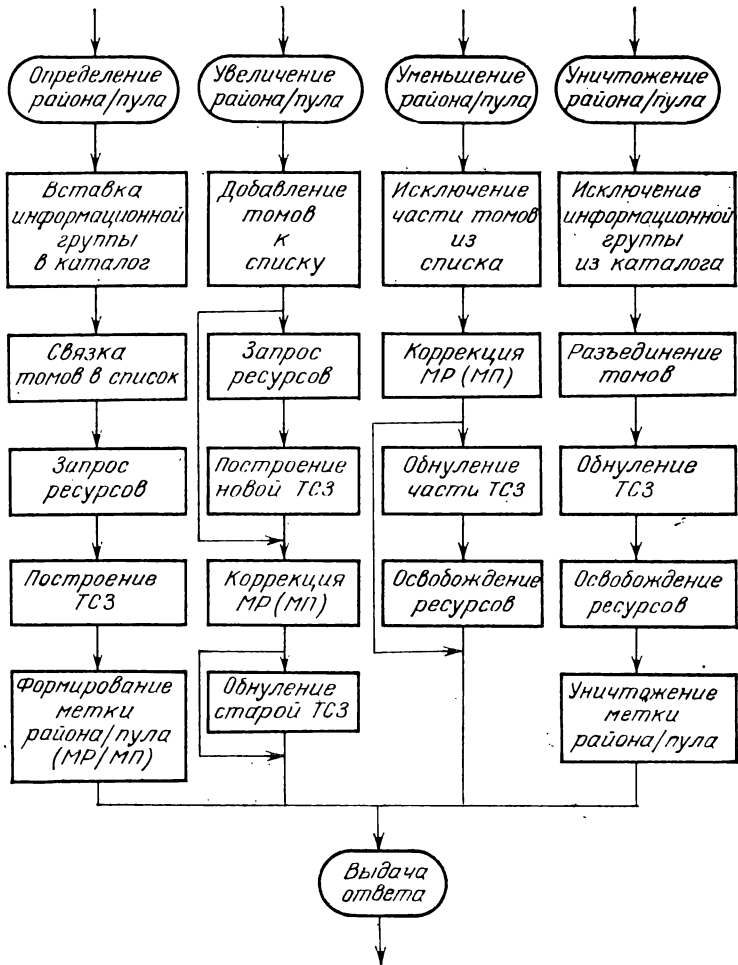 Определение
района/пула
Вставка
информационной
группы
в каталог
Связка
томов в список
Запрос
ресурсов
Построение
ТСЗ
Формирование
метки
района/пула
(МР/МП)
Увеличение
района/пула
Добавление
томов
к
списку
Запрос
ресурсов
Построение
новой ТСЗ
Коррекция
МР(МП)
Обнуление
старой ТСЗ
Уменьшение
района/пула
Исключение
части томов
из
списка
Коррекция
МР(МП)
Обнуление
части ТСЗ
Освобождение
ресурсов
Уничтожение
района/пула
Исключение
информационной
группы
из каталога
Разъединение
томов
Обнуление
ТСЗ
Освобождение
ресурсов
Уничтожение
метки
района/пула
Выдача
ответа